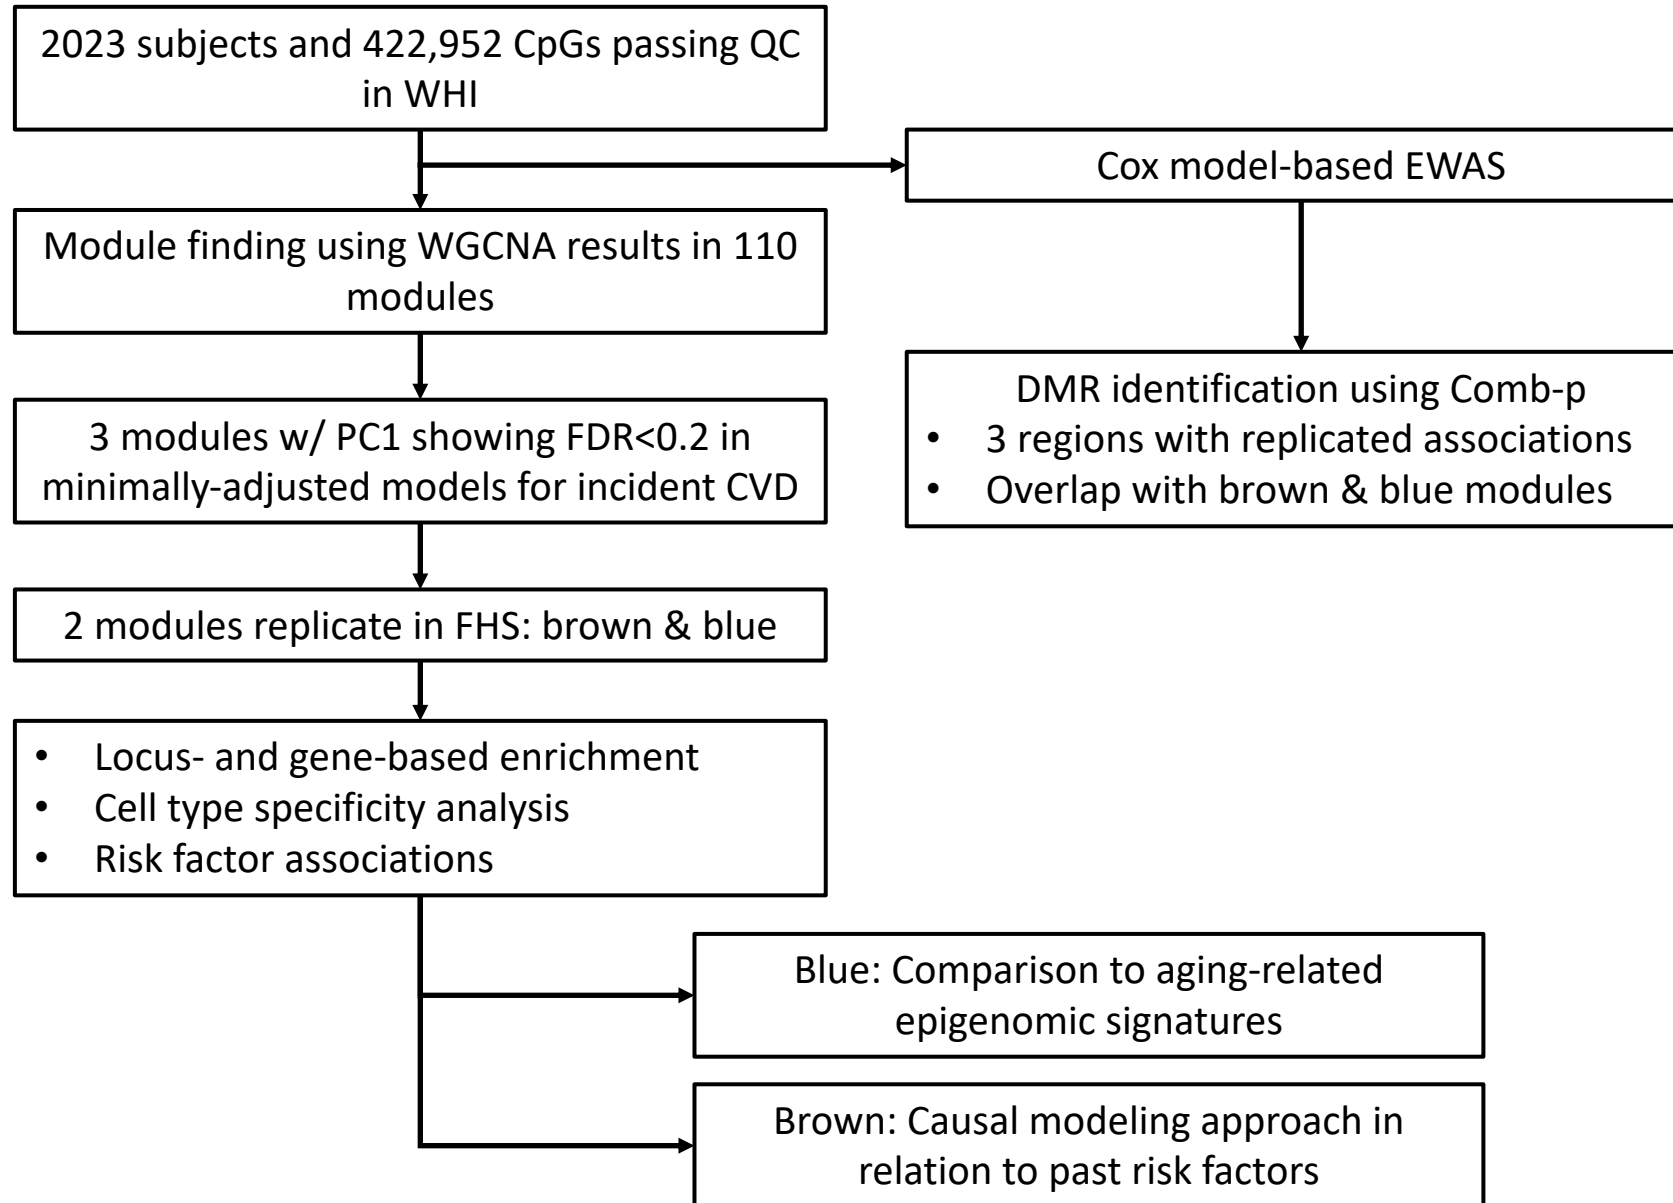 2023 subjects and 422,952 CpGs passing QC
in WHI
Cox model-based EWAS
Module finding using WGCNA results in 110
modules
DMR identification using Comb-p
• 3 regions with replicated associations
• Overlap with brown & blue modules
3 modules w/ PC1 showing FDR<0.2 in
minimally-adjusted models for incident CVD
2 modules replicate in FHS: brown & blue
• Locus- and gene-based enrichment
• Cell type specificity analysis
• Risk factor associations
Blue: Comparison to aging-related
epigenomic signatures
Brown: Causal modeling approach in
relation to past risk factors